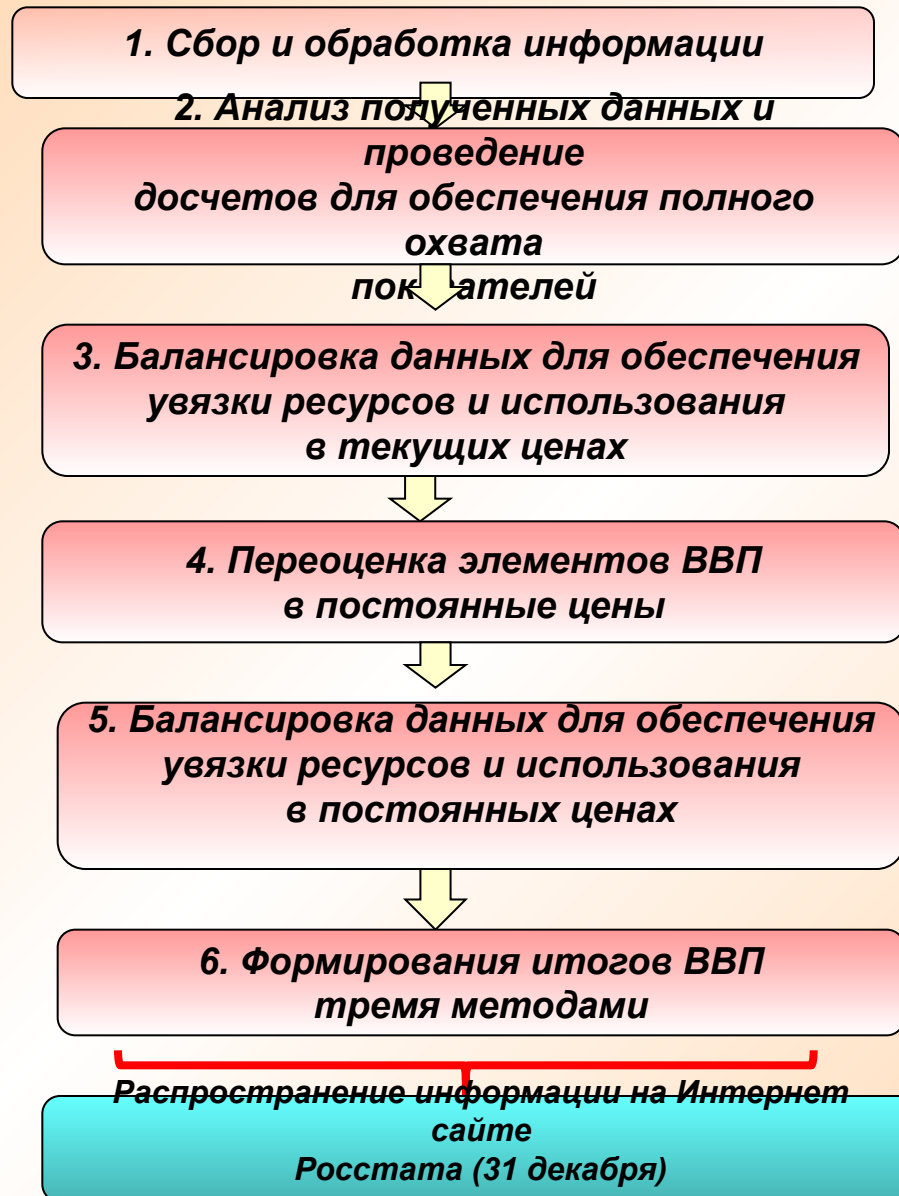 1. Сбор и обработка информации
2. Анализ полученных данных и
проведение
досчетов для обеспечения полного
охвата
показателей
3. Балансировка данных для обеспечения
увязки ресурсов и использования
в текущих ценах
4. Переоценка элементов ВВП
в постоянные цены
5. Балансировка данных для обеспечения
увязки ресурсов и использования
в постоянных ценах
6. Формирования итогов ВВП
тремя методами
Распространение информации на Интернет
сайте
Росстата (31 декабря)